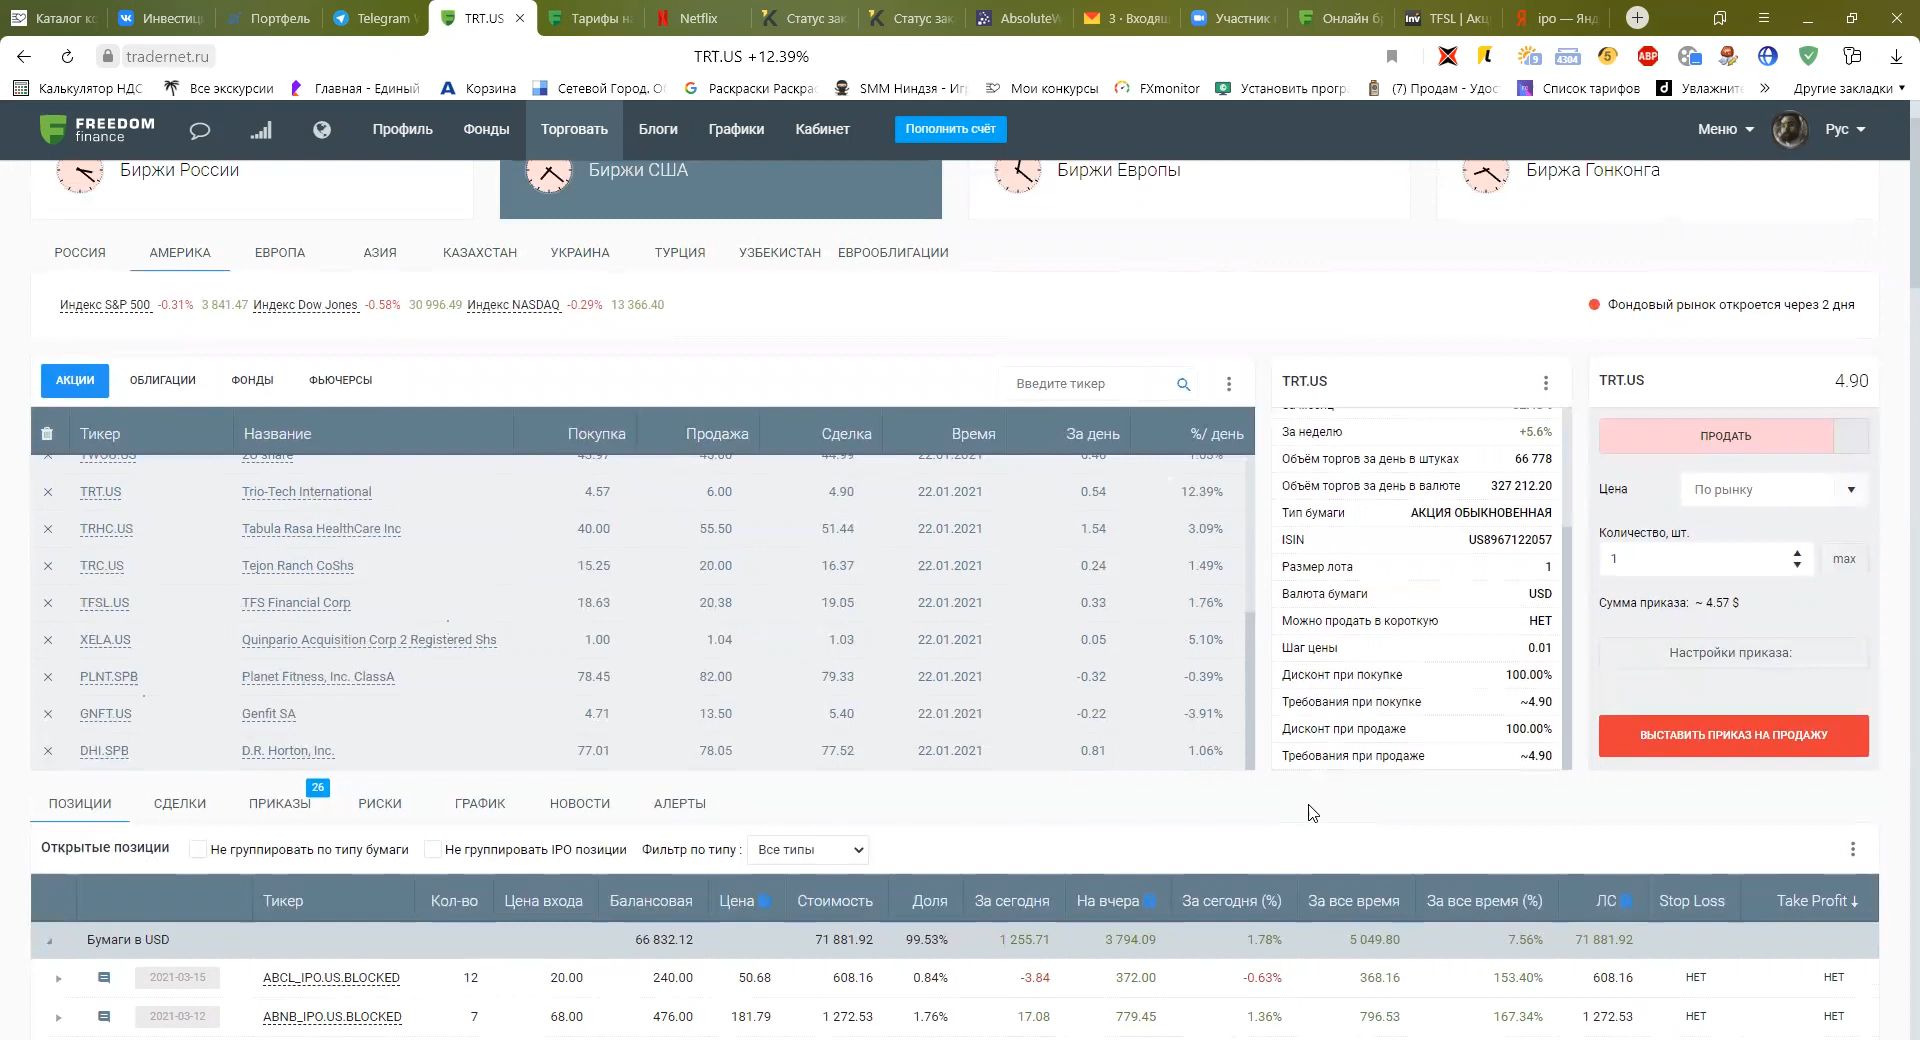 Каталог ко
Инвестици
Портфель
Telegram
TRT.US
Тарифы н
Netflix
Статус зак
Статус зак
AbsoluteW
3 · Входящ
Участник
Онлайн б
TFSL | Акц
ipo — Янд
tradernet.ru
TRT.US +12.39%
Калькулятор НДС
Все экскурсии
Главная - Единый
Корзина
Сетевой Город. О
Раскраски Раскрас
SMM Ниндзя - Иг
Мои конкурсы
FXmonitor
Установить прогр
(7) Продам - Удос
Список тарифов
Увлажните
Другие закладки
FREEDOM
finance
Профиль
Фонды
Торговать
Блоги
Графики
Кабинет
Пополнить счёт
Меню
Рус
Биржи России
Биржи США
Биржи Европы
Биржа Гонконга
РОССИЯ
АМЕРИКА
ЕВРОПА
АЗИЯ
КАЗАХСТАН
УКРАИНА
ТУРЦИЯ
УЗБЕКИСТАН
ЕВРООБЛИГАЦИИ
Индекс S&P 500 -0.31% 3 841.47 Индекс Dow Jones -0.58% 30 996.49 Индекс NASDAQ -0.29% 13 366.40
Фондовый рынок откроется через 2 дня
АКЦИИ
ОБЛИГАЦИИ
ФОНДЫ
ФЬЮЧЕРСЫ
Введите тикер
Тикер Название Покупка Продажа Сделка Время За день %/ день
TWOU.US 2U share 43.97 45.00 44.99 22.01.2021 0.46 1.03%
TRT.US Trio-Tech International 4.57 6.00 4.90 22.01.2021 0.54 12.39%
TRHC.US Tabula Rasa HealthCare Inc 40.00 55.50 51.44 22.01.2021 1.54 3.09%
TRC.US Tejon Ranch CoShs 15.25 20.00 16.37 22.01.2021 0.24 1.49%
TFSL.US TFS Financial Corp 18.63 20.38 19.05 22.01.2021 0.33 1.76%
XELA.US Quinpario Acquisition Corp 2 Registered Shs 1.00 1.04 1.03 22.01.2021 0.05 5.10%
PLNT.SPB Planet Fitness, Inc. ClassA 78.45 82.00 79.33 22.01.2021 -0.32 -0.39%
GNFT.US Genfit SA 4.71 13.50 5.40 22.01.2021 -0.22 -3.91%
DHI.SPB D.R. Horton, Inc. 77.01 78.05 77.52 22.01.2021 0.81 1.06%
TRT.US
За неделю +5.6%
Объём торгов за день в штуках 66 778
Объём торгов за день в валюте 327 212.20
Тип бумаги АКЦИЯ ОБЫКНОВЕННАЯ
ISIN US8967122057
Размер лота 1
Валюта бумаги USD
Можно продать в короткую НЕТ
Шаг цены 0.01
Дисконт при покупке 100.00%
Требования при покупке ~4.90
Дисконт при продаже 100.00%
Требования при продаже ~4.90
TRT.US 4.90
ПРОДАТЬ
Цена По рынку
Количество, шт.
1 max
Сумма приказа: ~ 4.57 $
Настройки приказа:
ВЫСТАВИТЬ ПРИКАЗ НА ПРОДАЖУ
ПОЗИЦИИ
СДЕЛКИ
ПРИКАЗЫ
26
РИСКИ
ГРАФИК
НОВОСТИ
АЛЕРТЫ
Открытые позиции Не группировать по типу бумаги Не группировать IPO позиции Фильтр по типу : Все типы
Тикер Кол-во Цена входа Балансовая Цена Стоимость Доля За сегодня На вчера За сегодня (%) За все время За все время (%) ЛС Stop Loss Take Profit ↓
Бумаги в USD 66 832.12 71 881.92 99.53% 1 255.71 3 794.09 1.78% 5 049.80 7.56% 71 881.92
2021-03-15 ABCL_IPO.US.BLOCKED 12 20.00 240.00 50.68 608.16 0.84% -3.84 372.00 -0.63% 368.16 153.40% 608.16 НЕТ НЕТ
2021-03-12 ABNB_IPO.US.BLOCKED 7 68.00 476.00 181.79 1 272.53 1.76% 17.08 779.45 1.36% 796.53 167.34% 1 272.53 НЕТ НЕТ